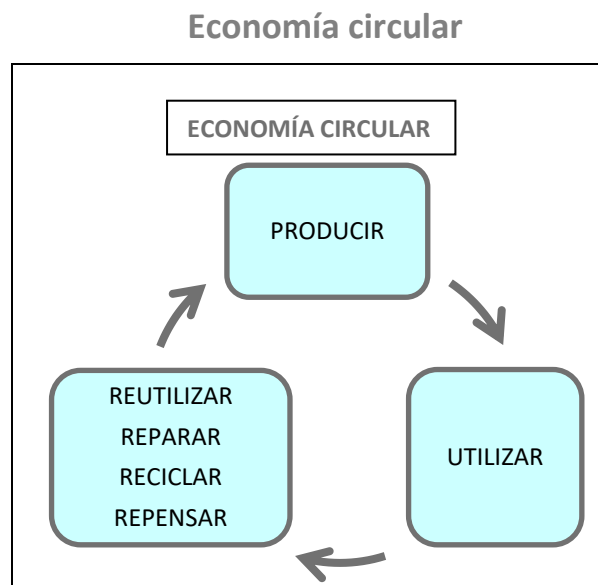 Economía circular
ECONOMÍA CIRCULAR
PRODUCIR
UTILIZAR
REUTILIZAR
REPARAR
RECICLAR
REPENSAR